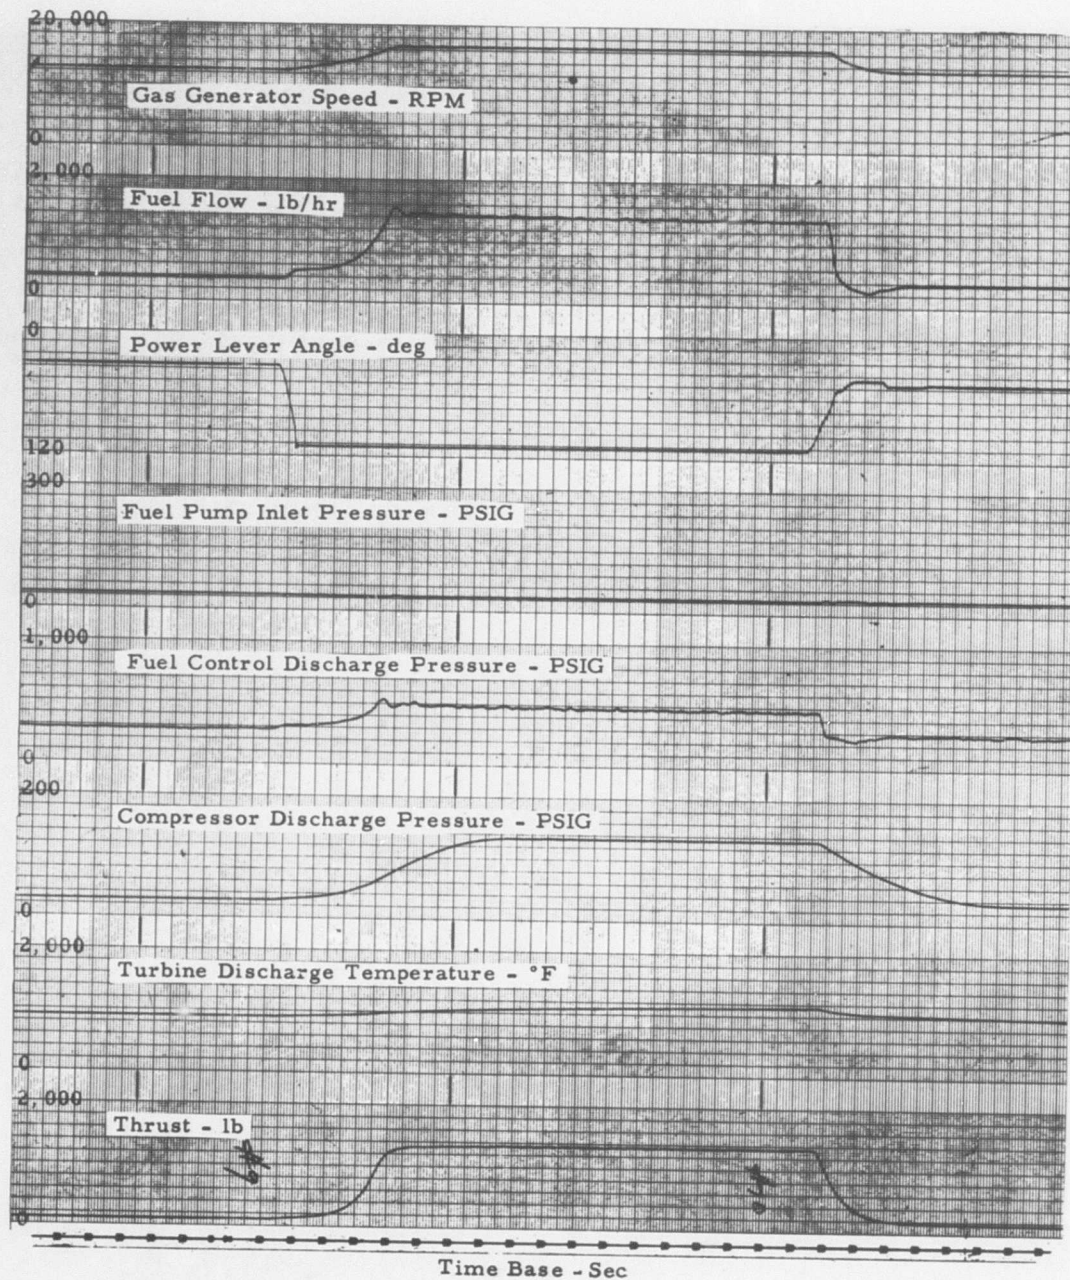 20,000
Gas Generator Speed - RPM
0
2,000
Fuel Flow - lb/hr
0
0
Power Lever Angle - deg
120
300
Fuel Pump Inlet Pressure - PSIG
0
1,000
Fuel Control Discharge Pressure - PSIG
0
200
Compressor Discharge Pressure - PSIG
0
2,000
Turbine Discharge Temperature - °F
0
2,000
Thrust - lb
0
Time Base - Sec